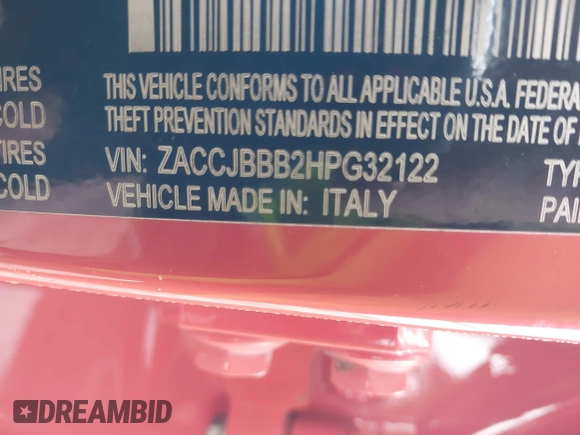 IRES
COLD
TIRES
COLD
THIS VEHICLE CONFORMS TO ALL APPLICABLE U.S.A. FEDERA
THEFT PREVENTION STANDARDS IN EFFECT ON THE DATE OF
VIN: ZACCJBBB2HPG32122 TYP
VEHICLE MADE IN: ITALY PAI
DREAMBID